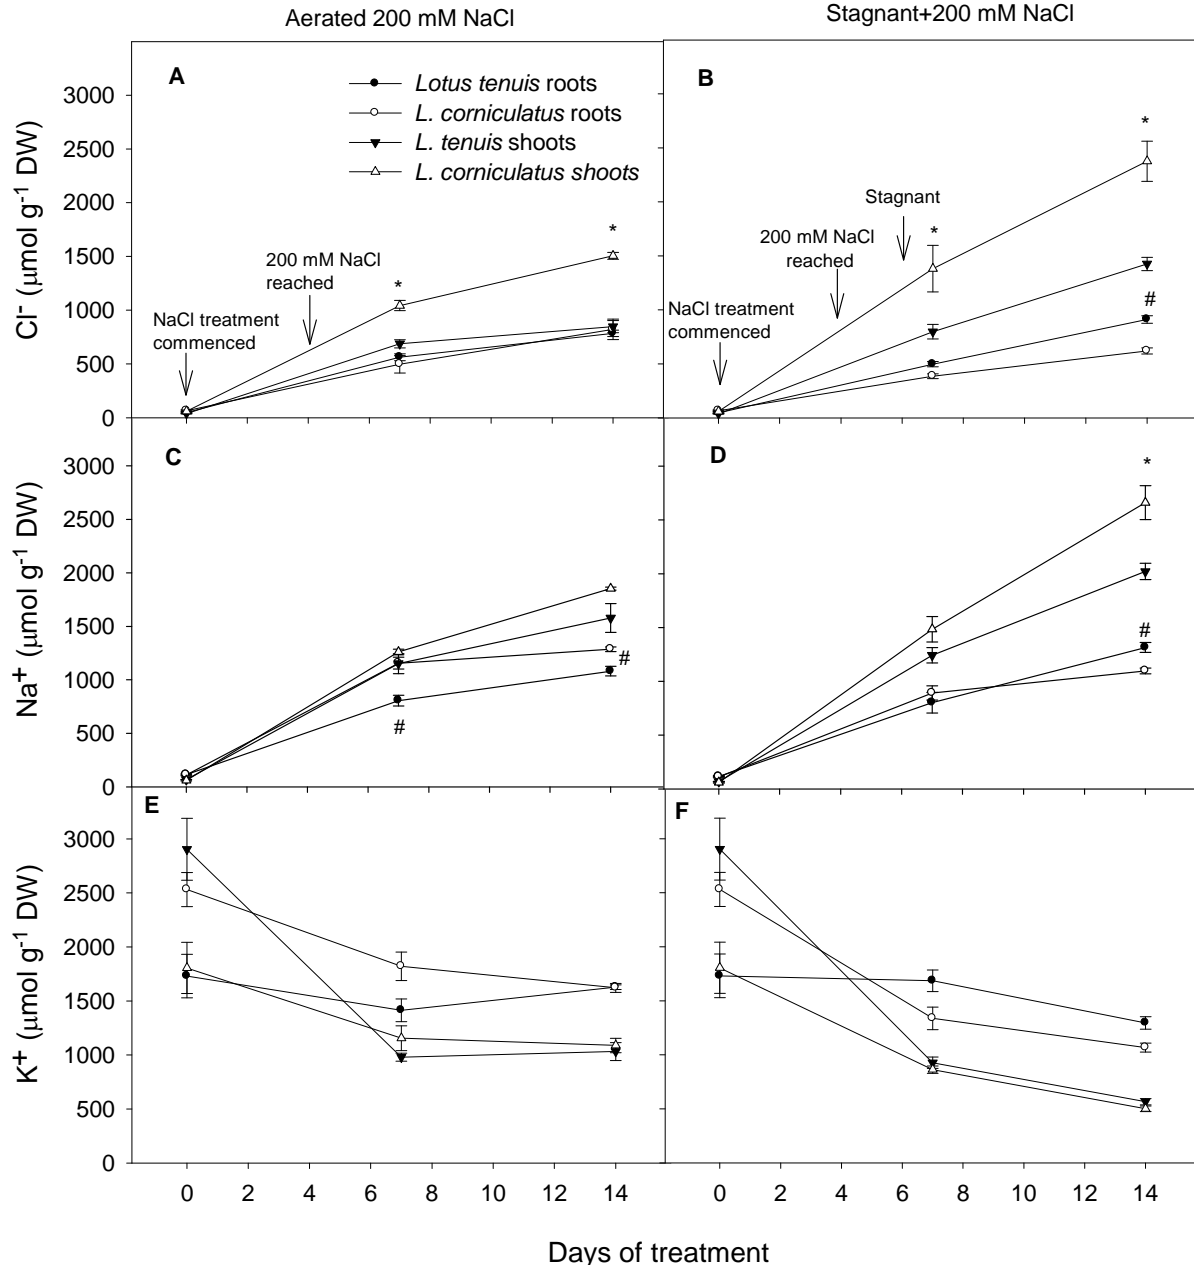 Aerated 200 mM NaCl
Stagnant+200 mM NaCl
A
Lotus tenuis roots
L. corniculatus roots
L. tenuis shoots
L. corniculatus shoots
NaCl treatment
commenced
200 mM NaCl
reached
*
*
B
NaCl treatment
commenced
200 mM NaCl
reached
Stagnant
*
*
#
Cl⁻ (μmol g⁻¹ DW)
3000
2500
2000
1500
1000
500
0
C
#
#
D
*
#
Na⁺ (μmol g⁻¹ DW)
3000
2500
2000
1500
1000
500
0
E
F
K⁺ (μmol g⁻¹ DW)
3000
2500
2000
1500
1000
500
0
0 2 4 6 8 10 12 14
0 2 4 6 8 10 12 14
Days of treatment